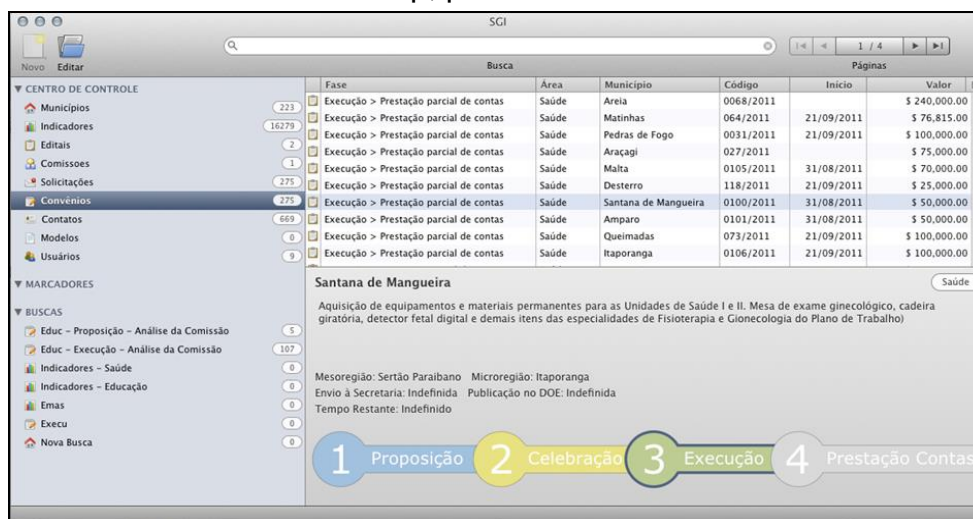 SGI
Novo Editar
Busca
1 / 4
Páginas
CENTRO DE CONTROLE
Municípios 223
Indicadores 16279
Editais 2
Comissoes 1
Solicitações 275
Convênios 275
Contatos 669
Modelos 0
Usuários 9
MARCADORES
BUSCAS
Educ - Proposição - Análise da Comissão 5
Educ - Execução - Análise da Comissão 107
Indicadores - Saúde 0
Indicadores - Educação 0
Emas 0
Execu 0
Nova Busca 0
Fase Área Município Código Início Valor
Execução > Prestação parcial de contas Saúde Areia 0068/2011 $ 240,000.00
Execução > Prestação parcial de contas Saúde Matinhas 064/2011 21/09/2011 $ 76,815.00
Execução > Prestação parcial de contas Saúde Pedras de Fogo 0031/2011 21/09/2011 $ 100,000.00
Execução > Prestação parcial de contas Saúde Araçagi 027/2011 $ 75,000.00
Execução > Prestação parcial de contas Saúde Malta 0105/2011 31/08/2011 $ 70,000.00
Execução > Prestação parcial de contas Saúde Desterro 118/2011 21/09/2011 $ 25,000.00
Execução > Prestação parcial de contas Saúde Santana de Mangueira 0100/2011 31/08/2011 $ 50,000.00
Execução > Prestação parcial de contas Saúde Amparo 0101/2011 31/08/2011 $ 50,000.00
Execução > Prestação parcial de contas Saúde Queimadas 073/2011 21/09/2011 $ 100,000.00
Execução > Prestação parcial de contas Saúde Itaporanga 0106/2011 21/09/2011 $ 100,000.00
Santana de Mangueira Saúde
Aquisição de equipamentos e materiais permanentes para as Unidades de Saúde I e II. Mesa de exame ginecológico, cadeira
giratória, detector fetal digital e demais itens das especialidades de Fisioterapia e Gionecologia do Plano de Trabalho)
Mesoregião: Sertão Paraibano Microregião: Itaporanga
Envio à Secretaria: Indefinida Publicação no DOE: Indefinida
Tempo Restante: Indefinido
1 Proposição 2 Celebração 3 Execução 4 Prestação Contas